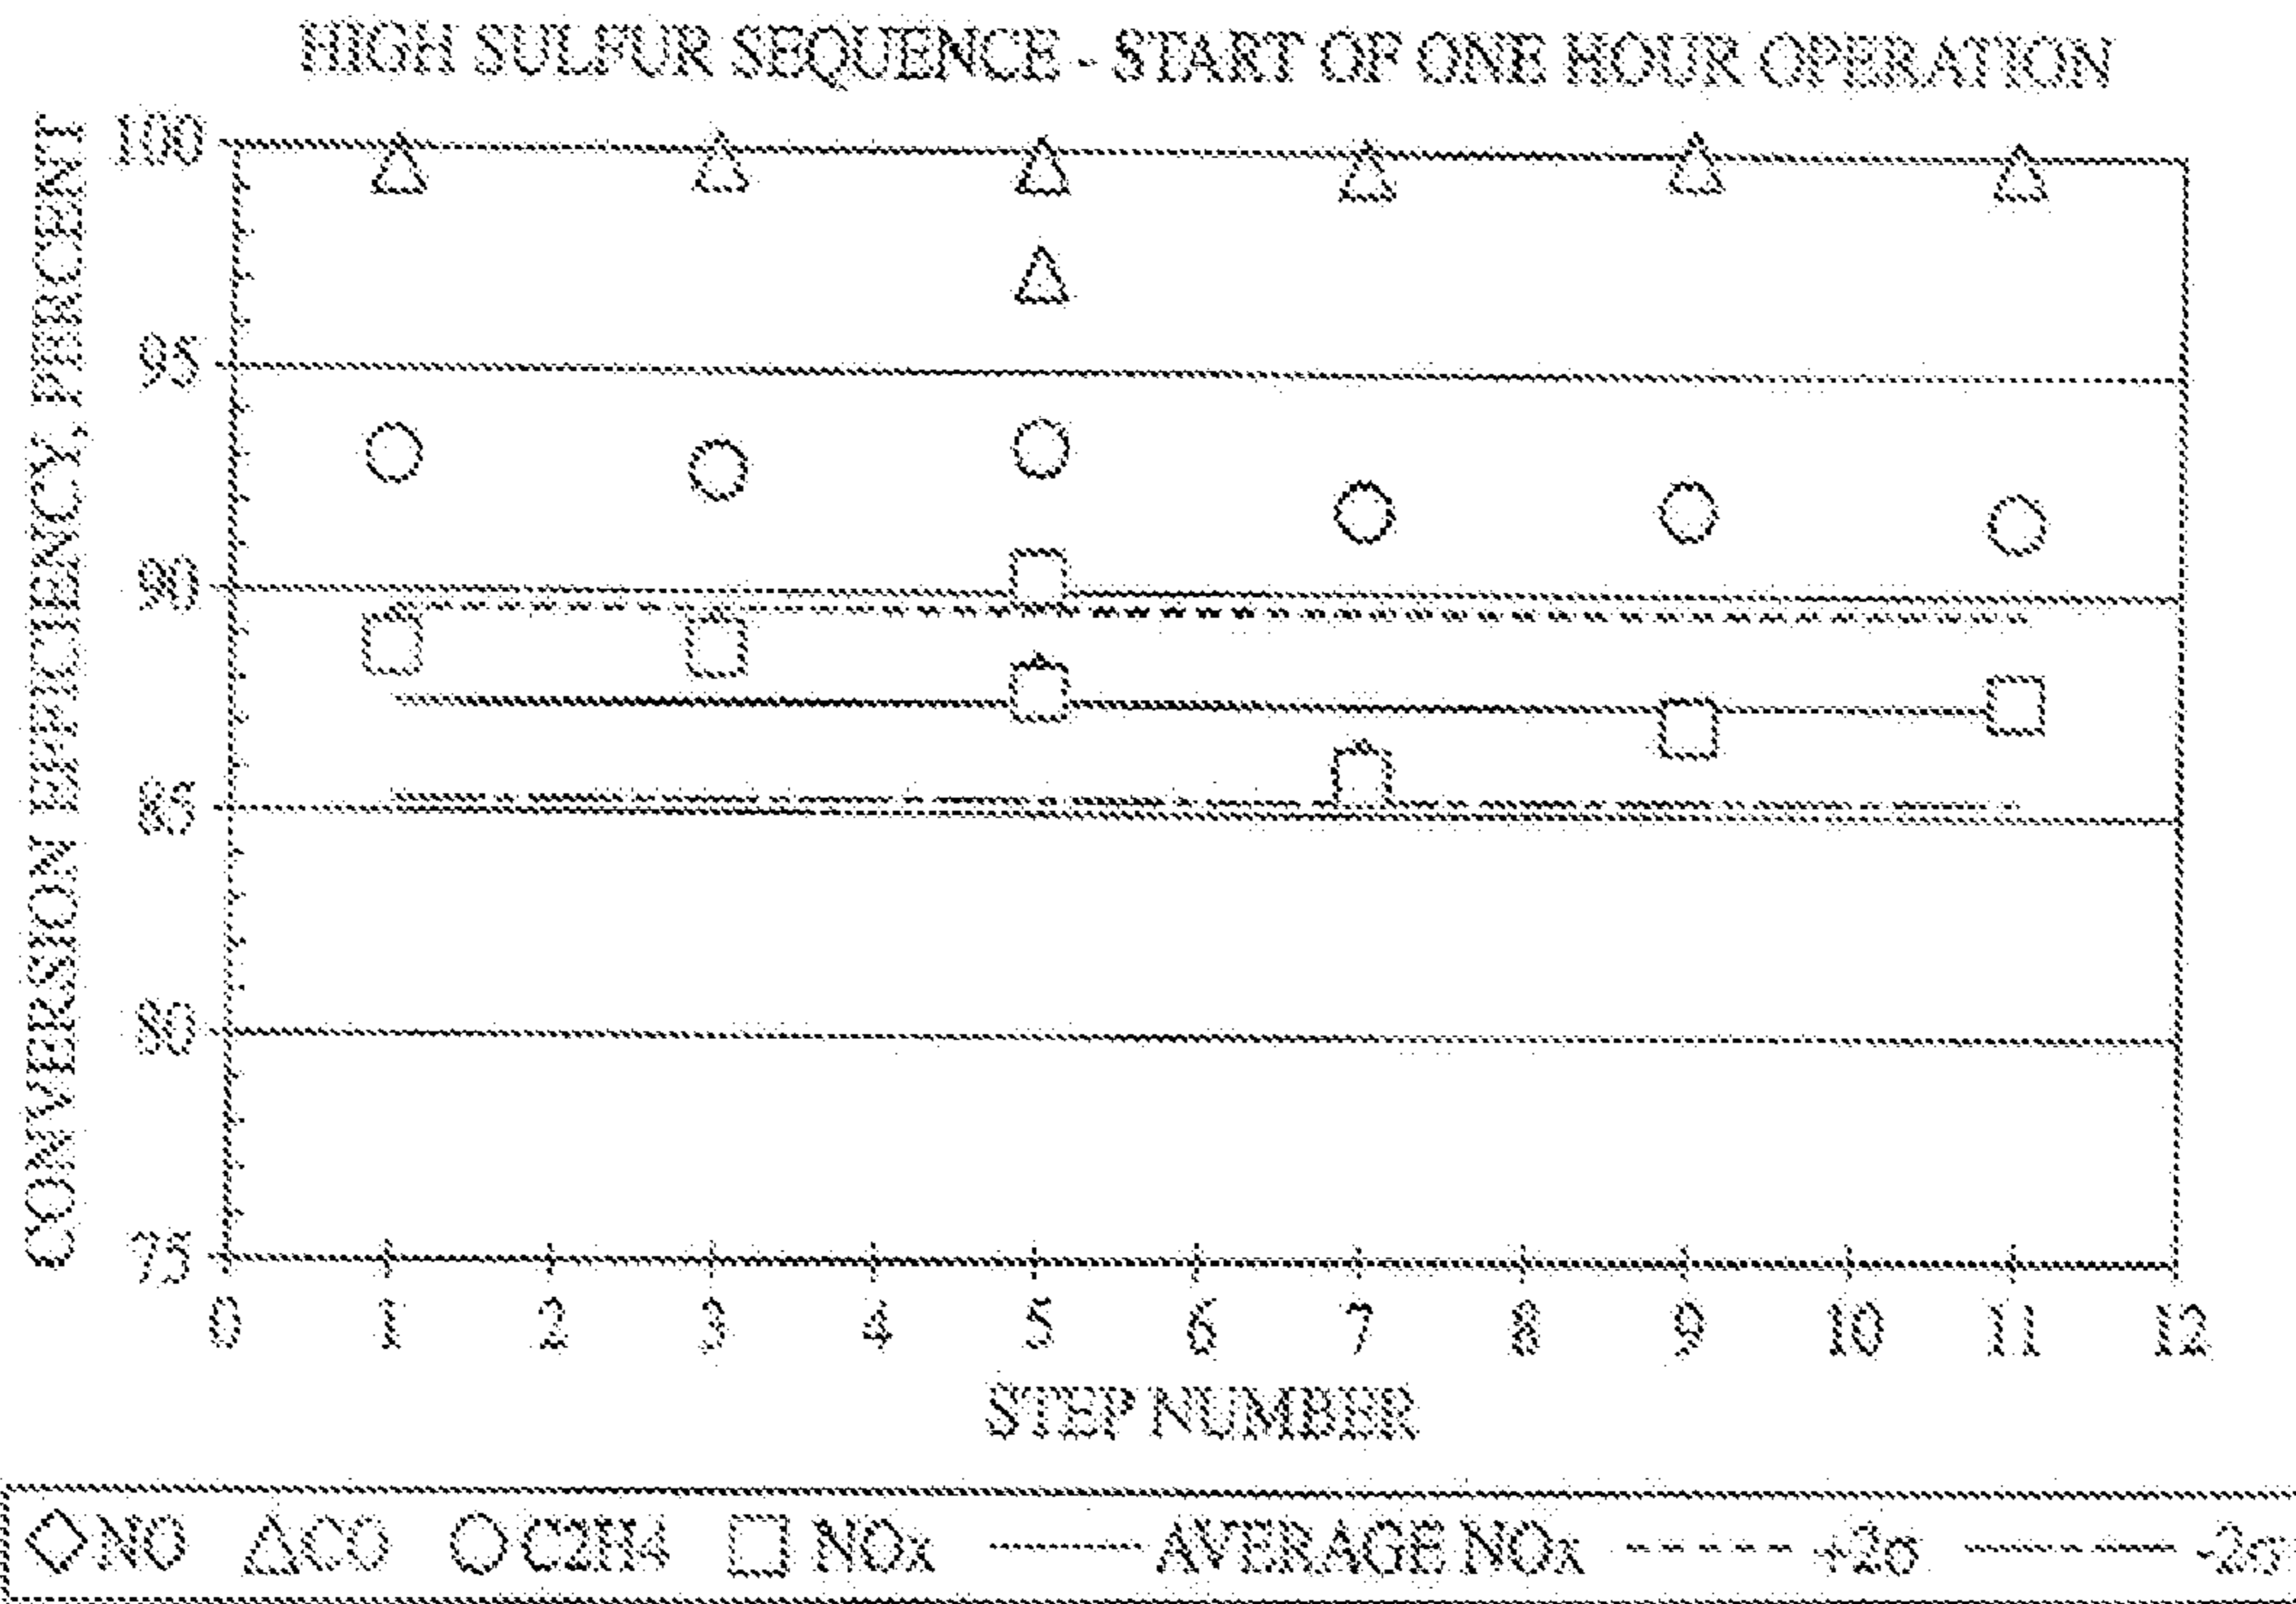 HIGH SULFUR SEQUENCE - START OF ONE HOUR OPERATION
CONVERSION EFFICIENCY, PERCENT
100
95
90
85
80
75
0 1 2 3 4 5 6 7 8 9 10 11 12
STEP NUMBER
NO CO C2H4 NOx AVERAGE NOx +2σ -2σ